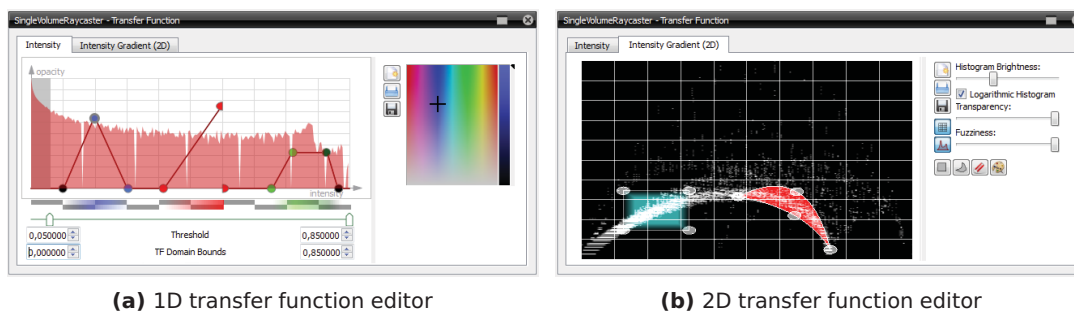 SingleVolumeRaycaster - Transfer Function
Intensity
Intensity Gradient (2D)
opacity
intensity
0,050000
Threshold
0,850000
0,000000
TF Domain Bounds
0,850000
(a) 1D transfer function editor
SingleVolumeRaycaster - Transfer Function
Intensity
Intensity Gradient (2D)
Histogram Brightness:
Logarithmic Histogram
Transparency:
Fuzziness:
(b) 2D transfer function editor